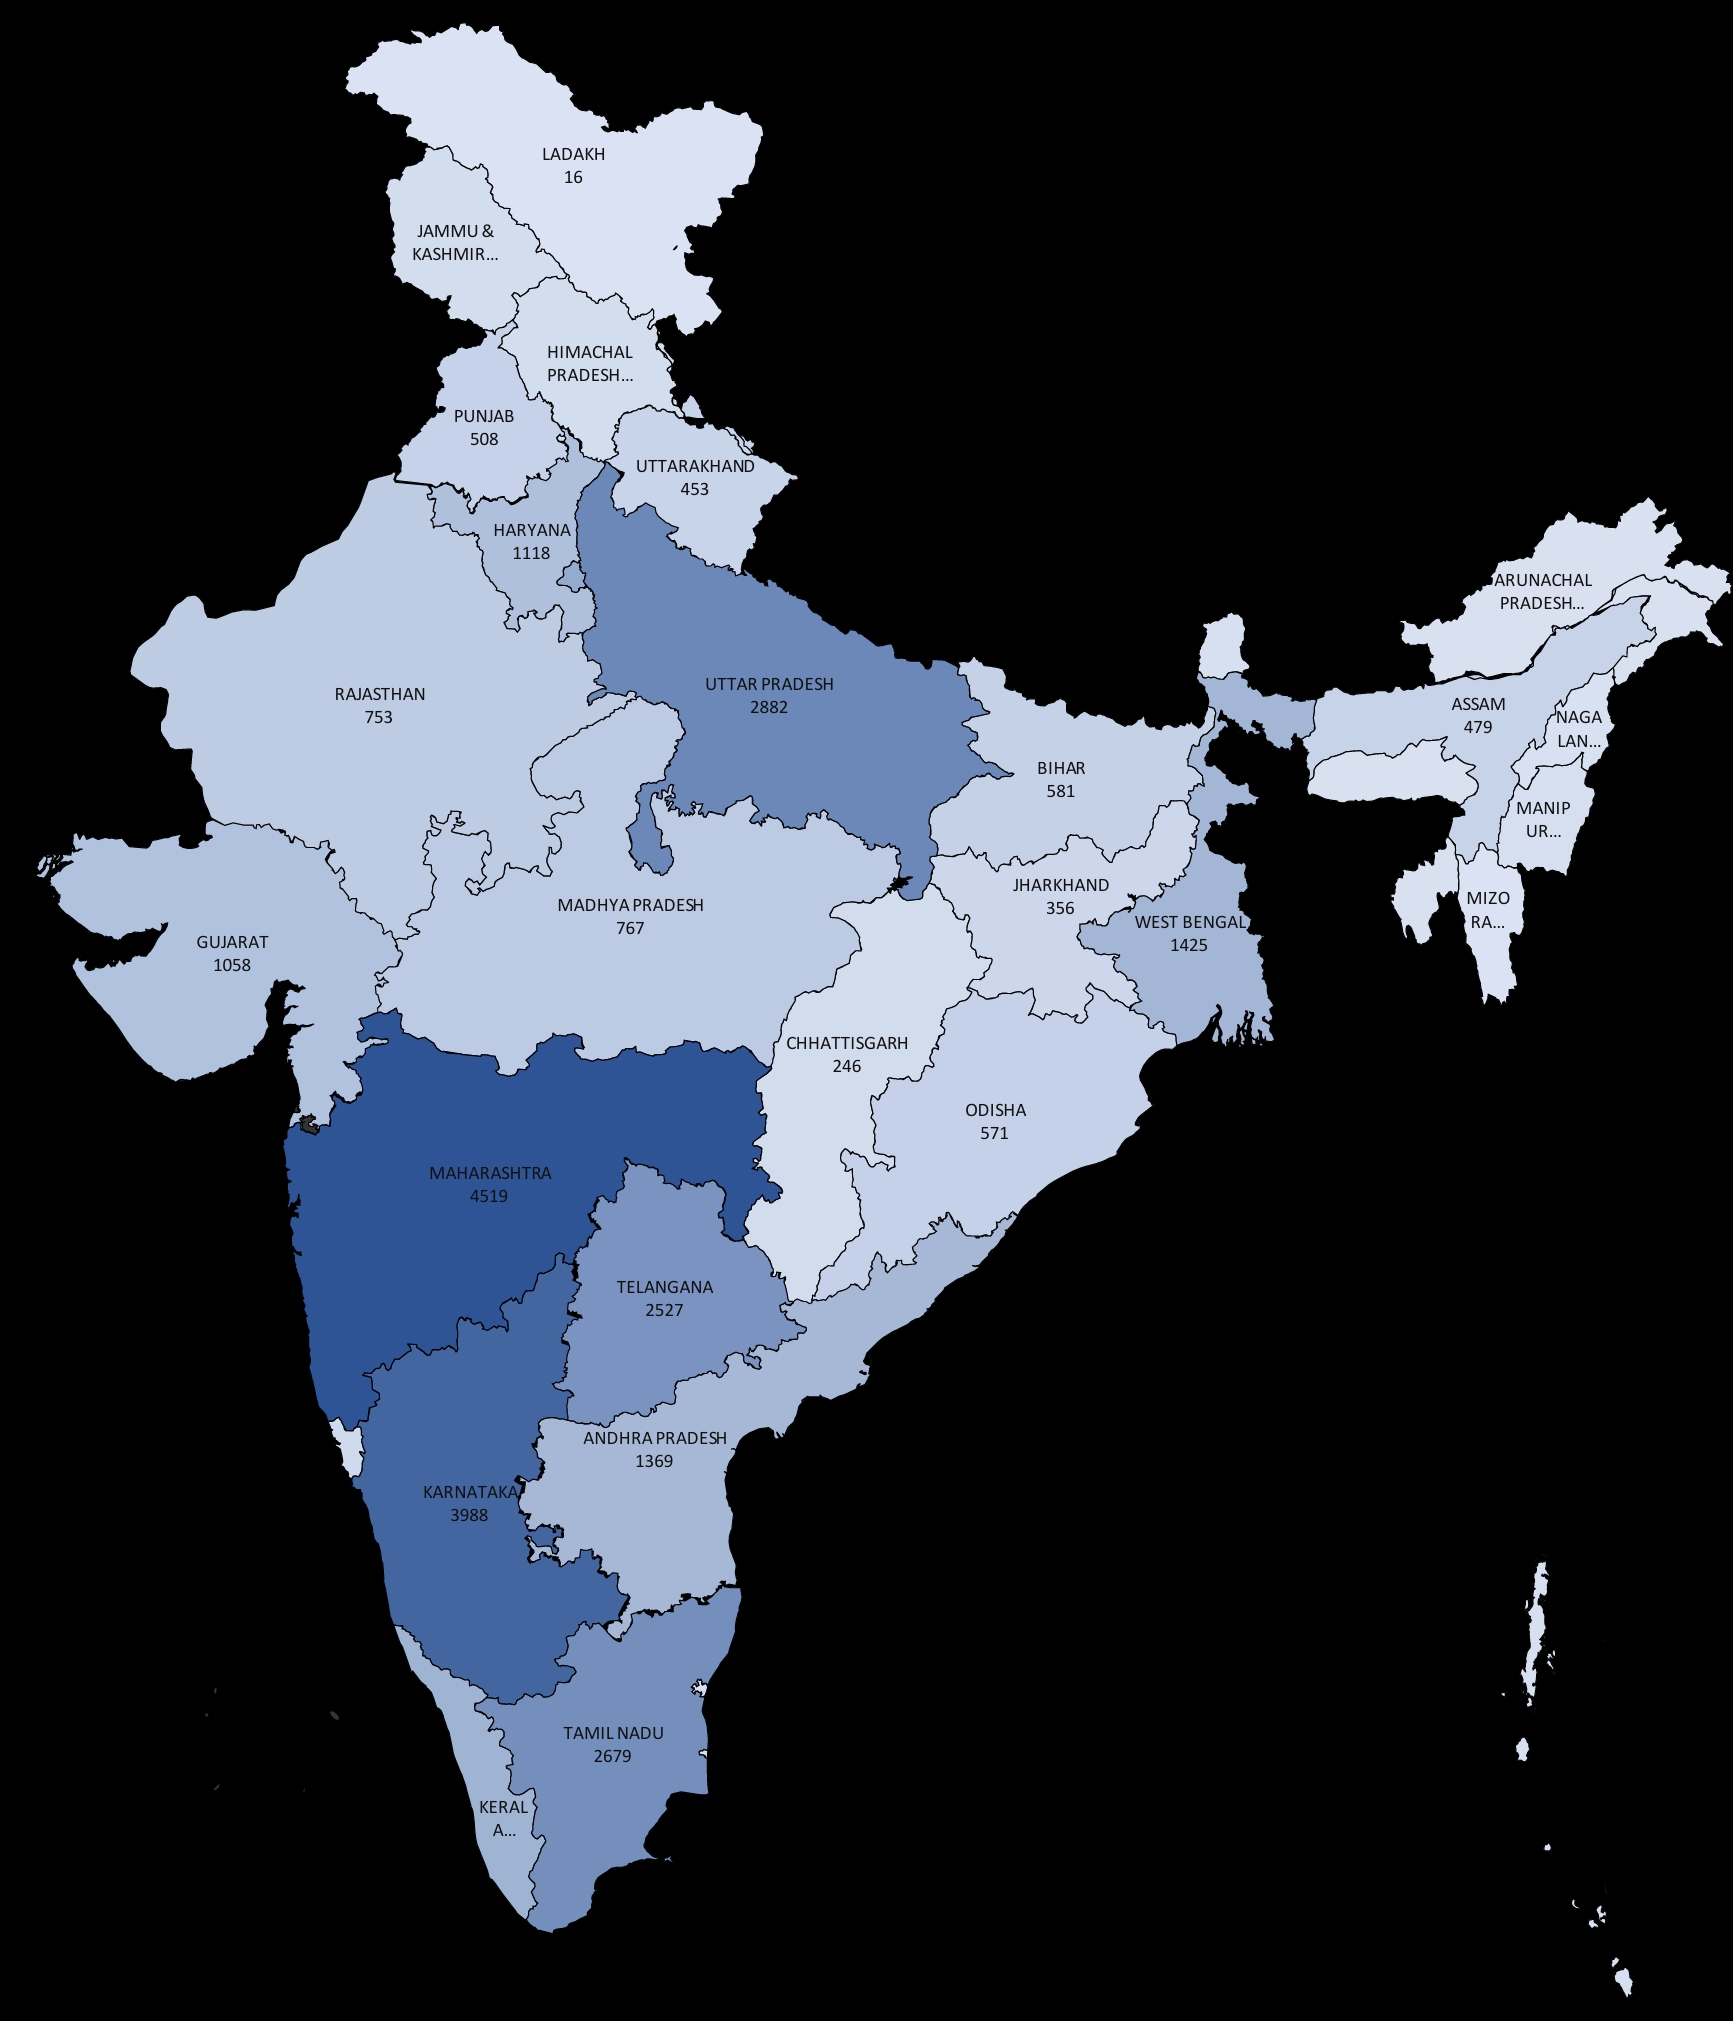 LADAKH
16
JAMMU &
KASHMIR...
HIMACHAL
PRADESH...
PUNJAB
508
UTTARAKHAND
453
HARYANA
1118
ARUNACHAL
PRADESH...
RAJASTHAN
753
UTTAR PRADESH
2882
ASSAM
479
NAGA
LAN...
BIHAR
581
MANIP
UR...
JHARKHAND
356
MADHYA PRADESH
767
MIZO
RA...
WEST BENGAL
1425
GUJARAT
1058
CHHATTISGARH
246
ODISHA
571
MAHARASHTRA
4519
TELANGANA
2527
ANDHRA PRADESH
1369
KARNATAKA
3988
TAMIL NADU
2679
KERAL
A...